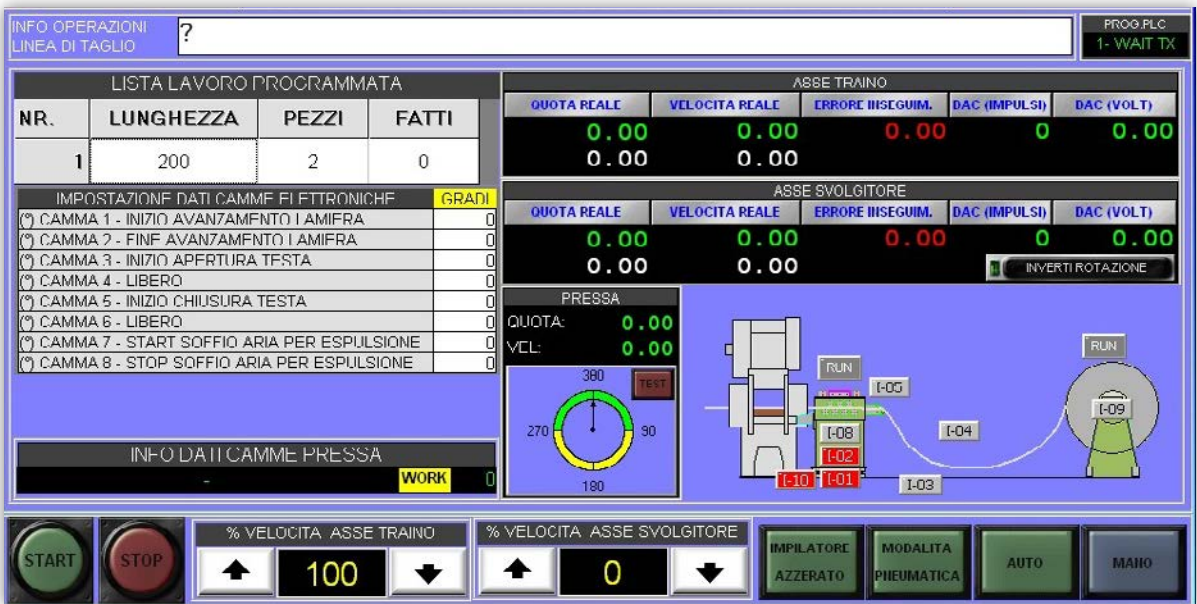 INFO OPERAZIONI
LINEA DI TAGLIO
?
PROG.PLC
1- WAIT TX
LISTA LAVORO PROGRAMMATA
NR. LUNGHEZZA PEZZI FATTI
1 200 2 0
IMPOSTAZIONE DATI CAMME ELETTRONICHE GRADI
(°) CAMMA 1 - INIZIO AVANZAMENTO LAMIERA 0
(°) CAMMA 2 - FINE AVANZAMENTO LAMIERA 0
(°) CAMMA 3 - INIZIO APERTURA TESTA 0
(°) CAMMA 4 - LIBERO 0
(°) CAMMA 5 - INIZIO CHIUSURA TESTA 0
(°) CAMMA 6 - LIBERO 0
(°) CAMMA 7 - START SOFFIO ARIA PER ESPULSIONE 0
(°) CAMMA 8 - STOP SOFFIO ARIA PER ESPULSIONE 0
INFO DATI CAMME PRESSA
- WORK 0
ASSE TRAINO
QUOTA REALE VELOCITA REALE ERRORE INSEGUIM. DAC (IMPULSI) DAC (VOLT)
0.00 0.00 0.00 0 0.00
0.00 0.00
ASSE SVOLGITORE
QUOTA REALE VELOCITA REALE ERRORE INSEGUIM. DAC (IMPULSI) DAC (VOLT)
0.00 0.00 0.00 0 0.00
0.00 0.00
INVERTI ROTAZIONE
PRESSA
QUOTA: 0.00
VEL: 0.00
380
TEST
270 90
180
RUN
RUN
I-05
I-09
I-08
I-04
I-02
I-10 I-01
I-03
START
STOP
% VELOCITA ASSE TRAINO
100
% VELOCITA ASSE SVOLGITORE
0
IMPILATORE
AZZERATO
MODALITA
PNEUMATICA
AUTO
MANO